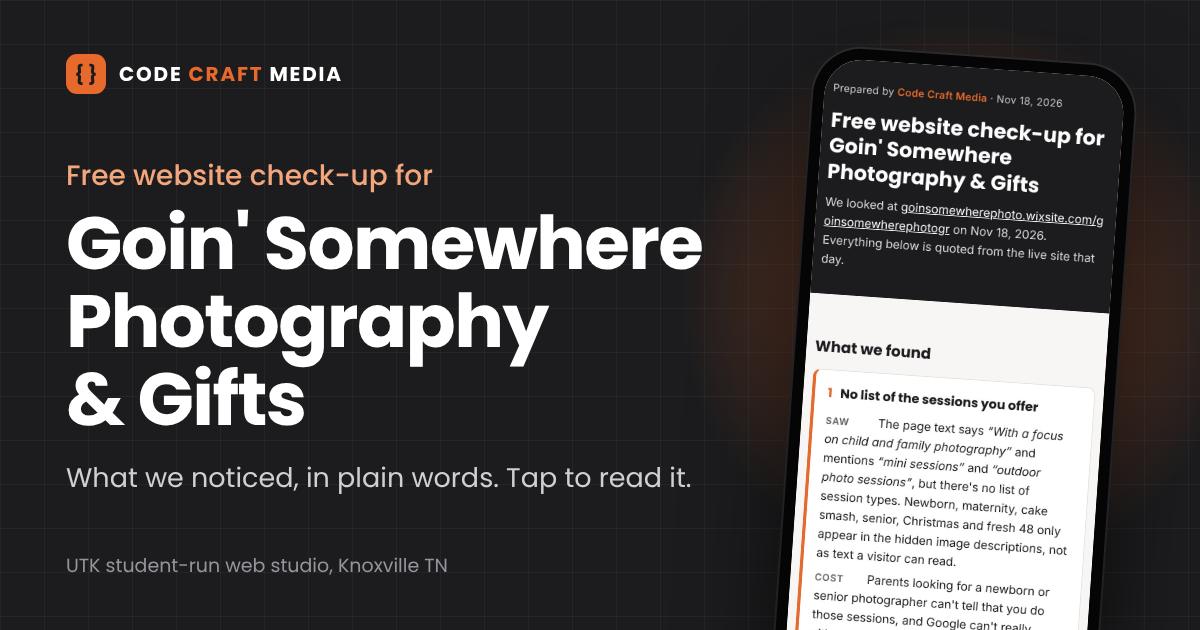 { } CODE CRAFT MEDIA
Free website check-up for
Goin' Somewhere
Photography
& Gifts
What we noticed, in plain words. Tap to read it.
UTK student-run web studio, Knoxville TN
Prepared by Code Craft Media · Nov 18, 2026
Free website check-up for
Goin' Somewhere
Photography & Gifts
We looked at goinsomewherephoto.wixsite.com/g
oinsomewherephotogr on Nov 18, 2026.
Everything below is quoted from the live site that
day.
What we found
1 No list of the sessions you offer
SAW The page text says “With a focus
on child and family photography” and
mentions “mini sessions” and “outdoor
photo sessions”, but there's no list of
session types. Newborn, maternity, cake
smash, senior, Christmas and fresh 48 only
appear in the hidden image descriptions, not
as text a visitor can read.
COST Parents looking for a newborn or
senior photographer can't tell that you do
those sessions, and Google can't really